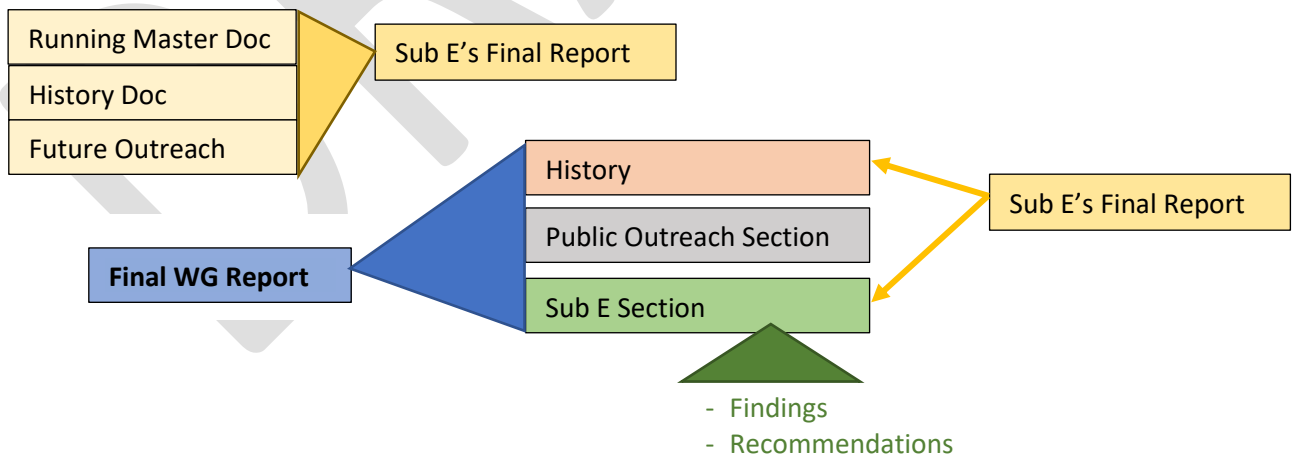 Running Master Doc
History Doc
Future Outreach
Sub E’s Final Report
History
Public Outreach Section
Sub E Section
Final WG Report
Sub E’s Final Report
- Findings
- Recommendations